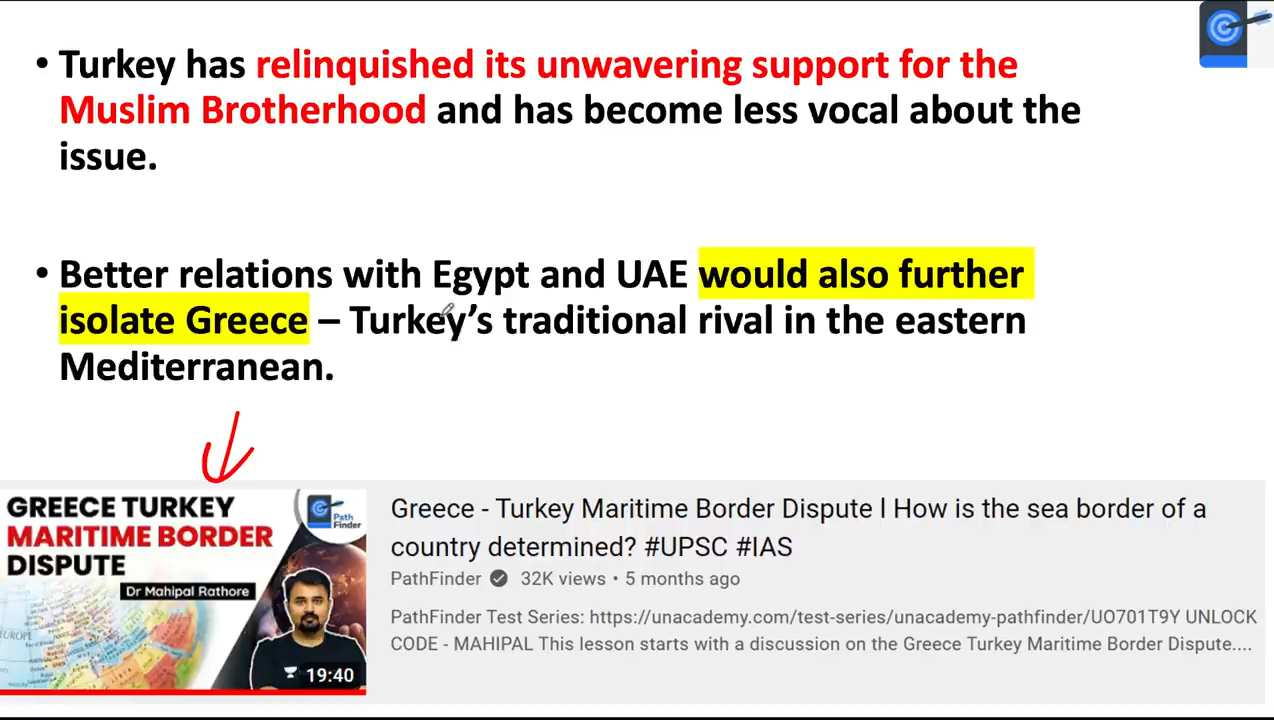 • Turkey has relinquished its unwavering support for the
Muslim Brotherhood and has become less vocal about the
issue.
• Better relations with Egypt and UAE would also further
isolate Greece – Turkey’s traditional rival in the eastern
Mediterranean.
GREECE TURKEY
MARITIME BORDER
DISPUTE
Path
Finder
Dr Mahipal Rathore
EUROPE
19:40
Greece - Turkey Maritime Border Dispute l How is the sea border of a
country determined? #UPSC #IAS
PathFinder 32K views • 5 months ago
PathFinder Test Series: https://unacademy.com/test-series/unacademy-pathfinder/UO701T9Y UNLOCK
CODE - MAHIPAL This lesson starts with a discussion on the Greece Turkey Maritime Border Dispute....